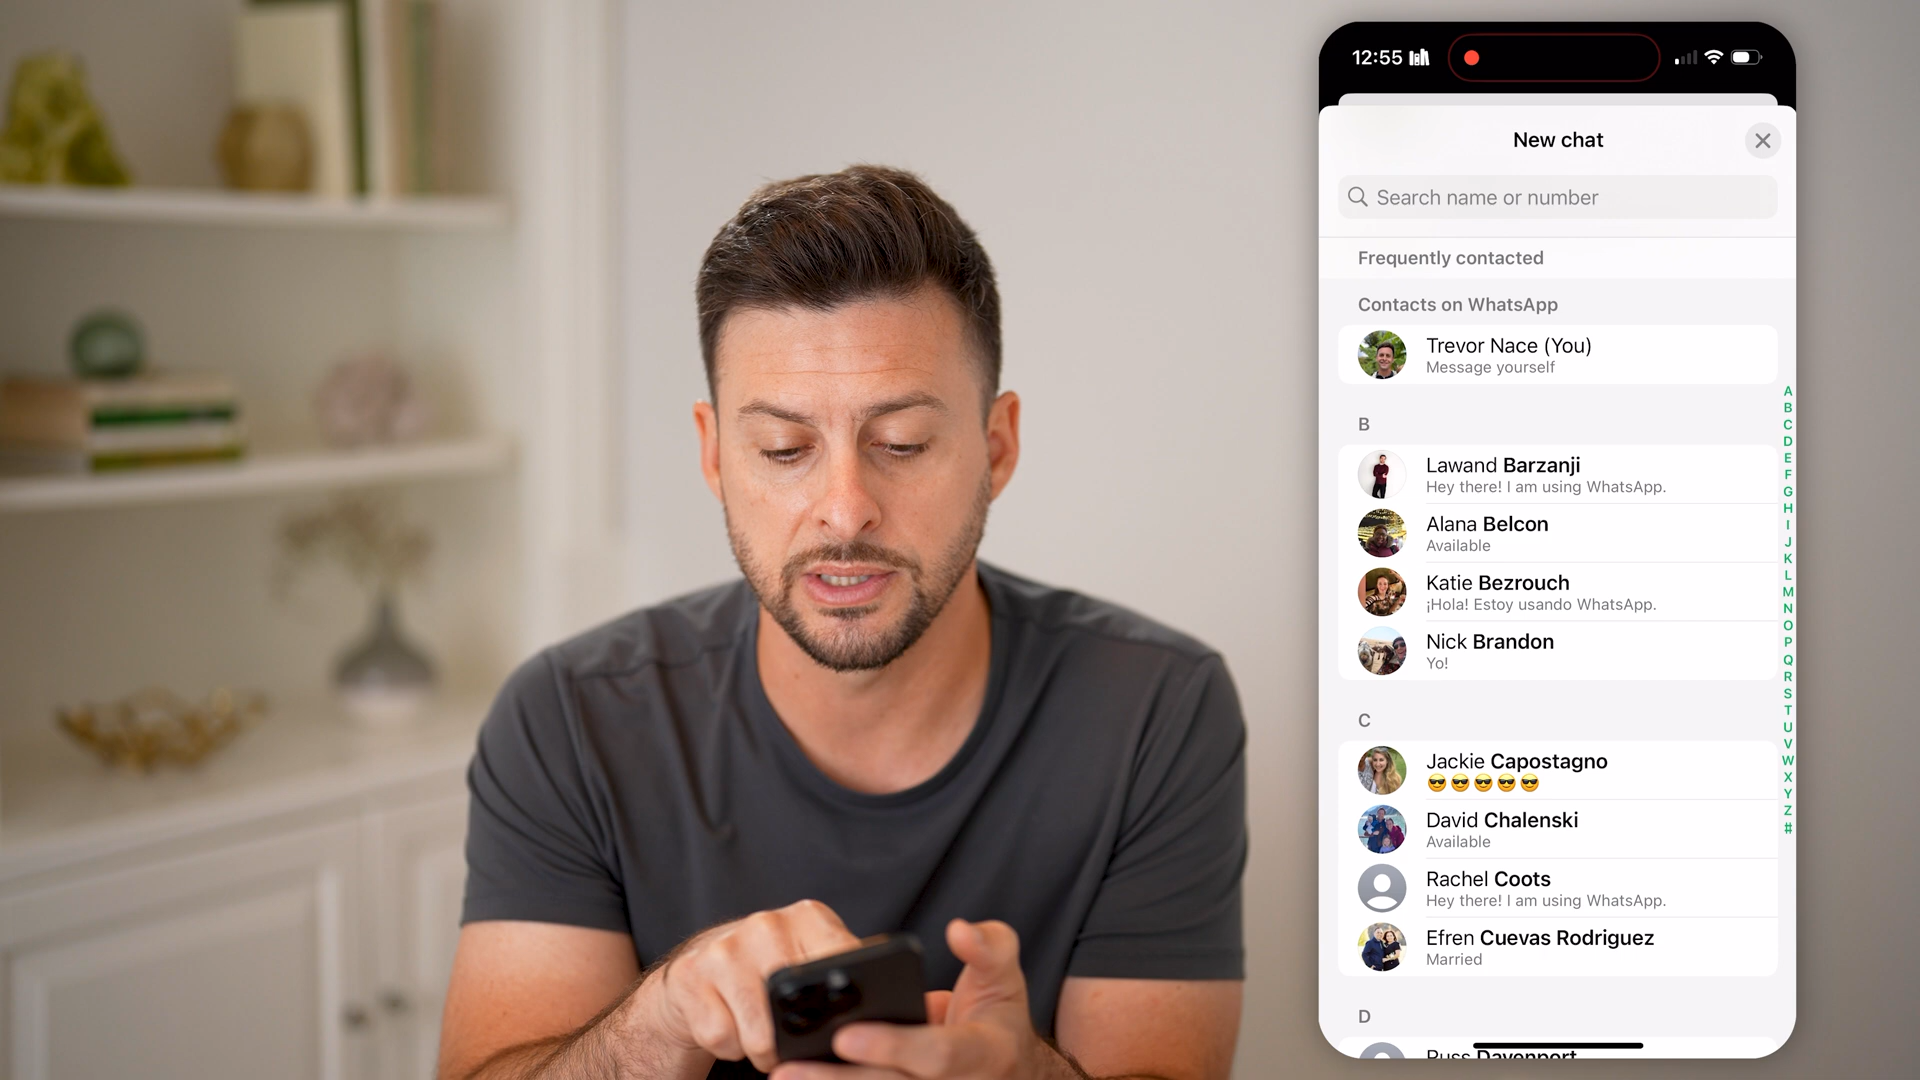 12:55
New chat
Search name or number
Frequently contacted
Contacts on WhatsApp
Trevor Nace (You)
Message yourself
B
Lawand Barzanji
Hey there! I am using WhatsApp.
Alana Belcon
Available
Katie Bezrouch
¡Hola! Estoy usando WhatsApp.
Nick Brandon
Yo!
C
Jackie Capostagno
😎😎😎😎😎
David Chalenski
Available
Rachel Coots
Hey there! I am using WhatsApp.
Efren Cuevas Rodriguez
Married
D
Russ Davenport
A
B
C
D
E
F
G
H
I
J
K
L
M
N
O
P
Q
R
S
T
U
V
W
X
Y
Z
#